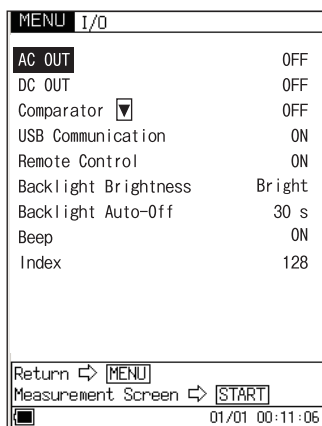 MENU I/O
AC OUT OFF
DC OUT OFF
Comparator ▼ OFF
USB Communication ON
Remote Control ON
Backlight Brightness Bright
Backlight Auto-Off 30 s
Beep ON
Index 128
Return ⇨ MENU
Measurement Screen ⇨ START
01/01 00:11:06